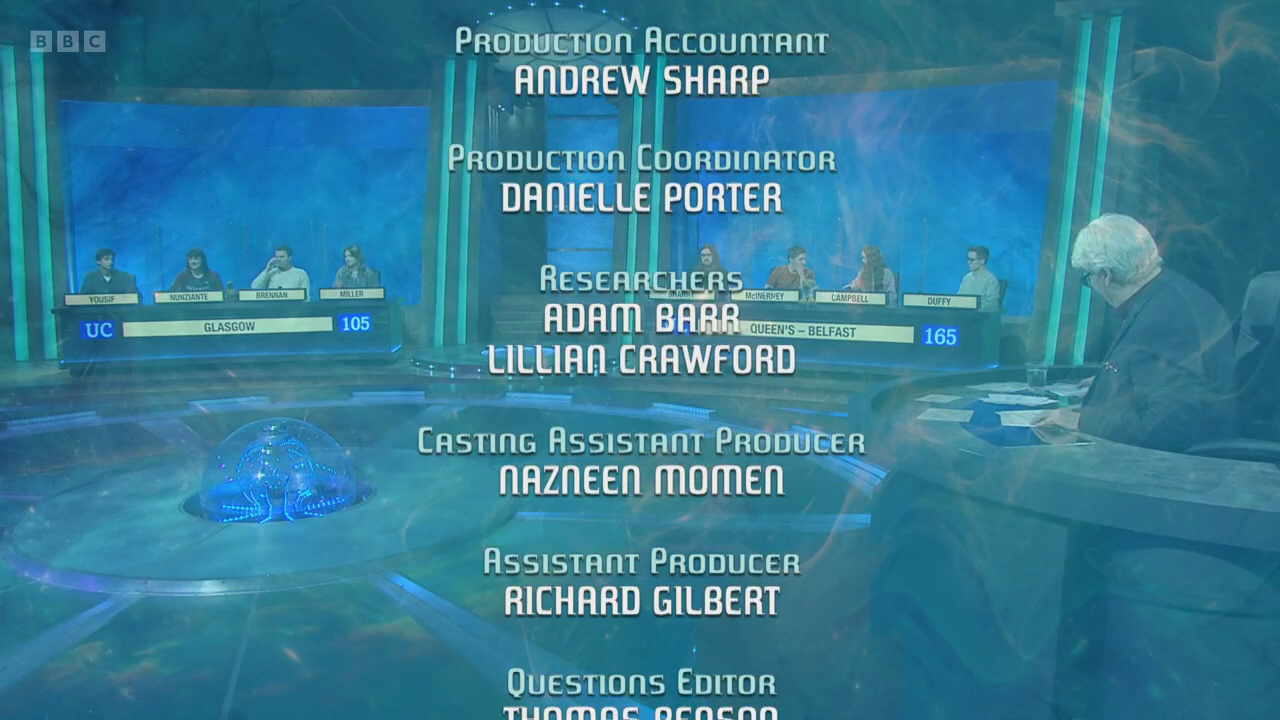 BBC
PRODUCTION ACCOUNTANT
ANDREW SHARP
PRODUCTION COORDINATOR
DANIELLE PORTER
RESEARCHERS
ADAM BARR
LILLIAN CRAWFORD
CASTING ASSISTANT PRODUCER
NAZNEEN MOMEN
ASSISTANT PRODUCER
RICHARD GILBERT
QUESTIONS EDITOR
THOMAS BENSON
YOUSIF
NUNZIANTE
BRENNAN
MILLER
UC
GLASGOW
105
McINERNEY
CAMPBELL
DUFFY
QUEEN'S – BELFAST
165